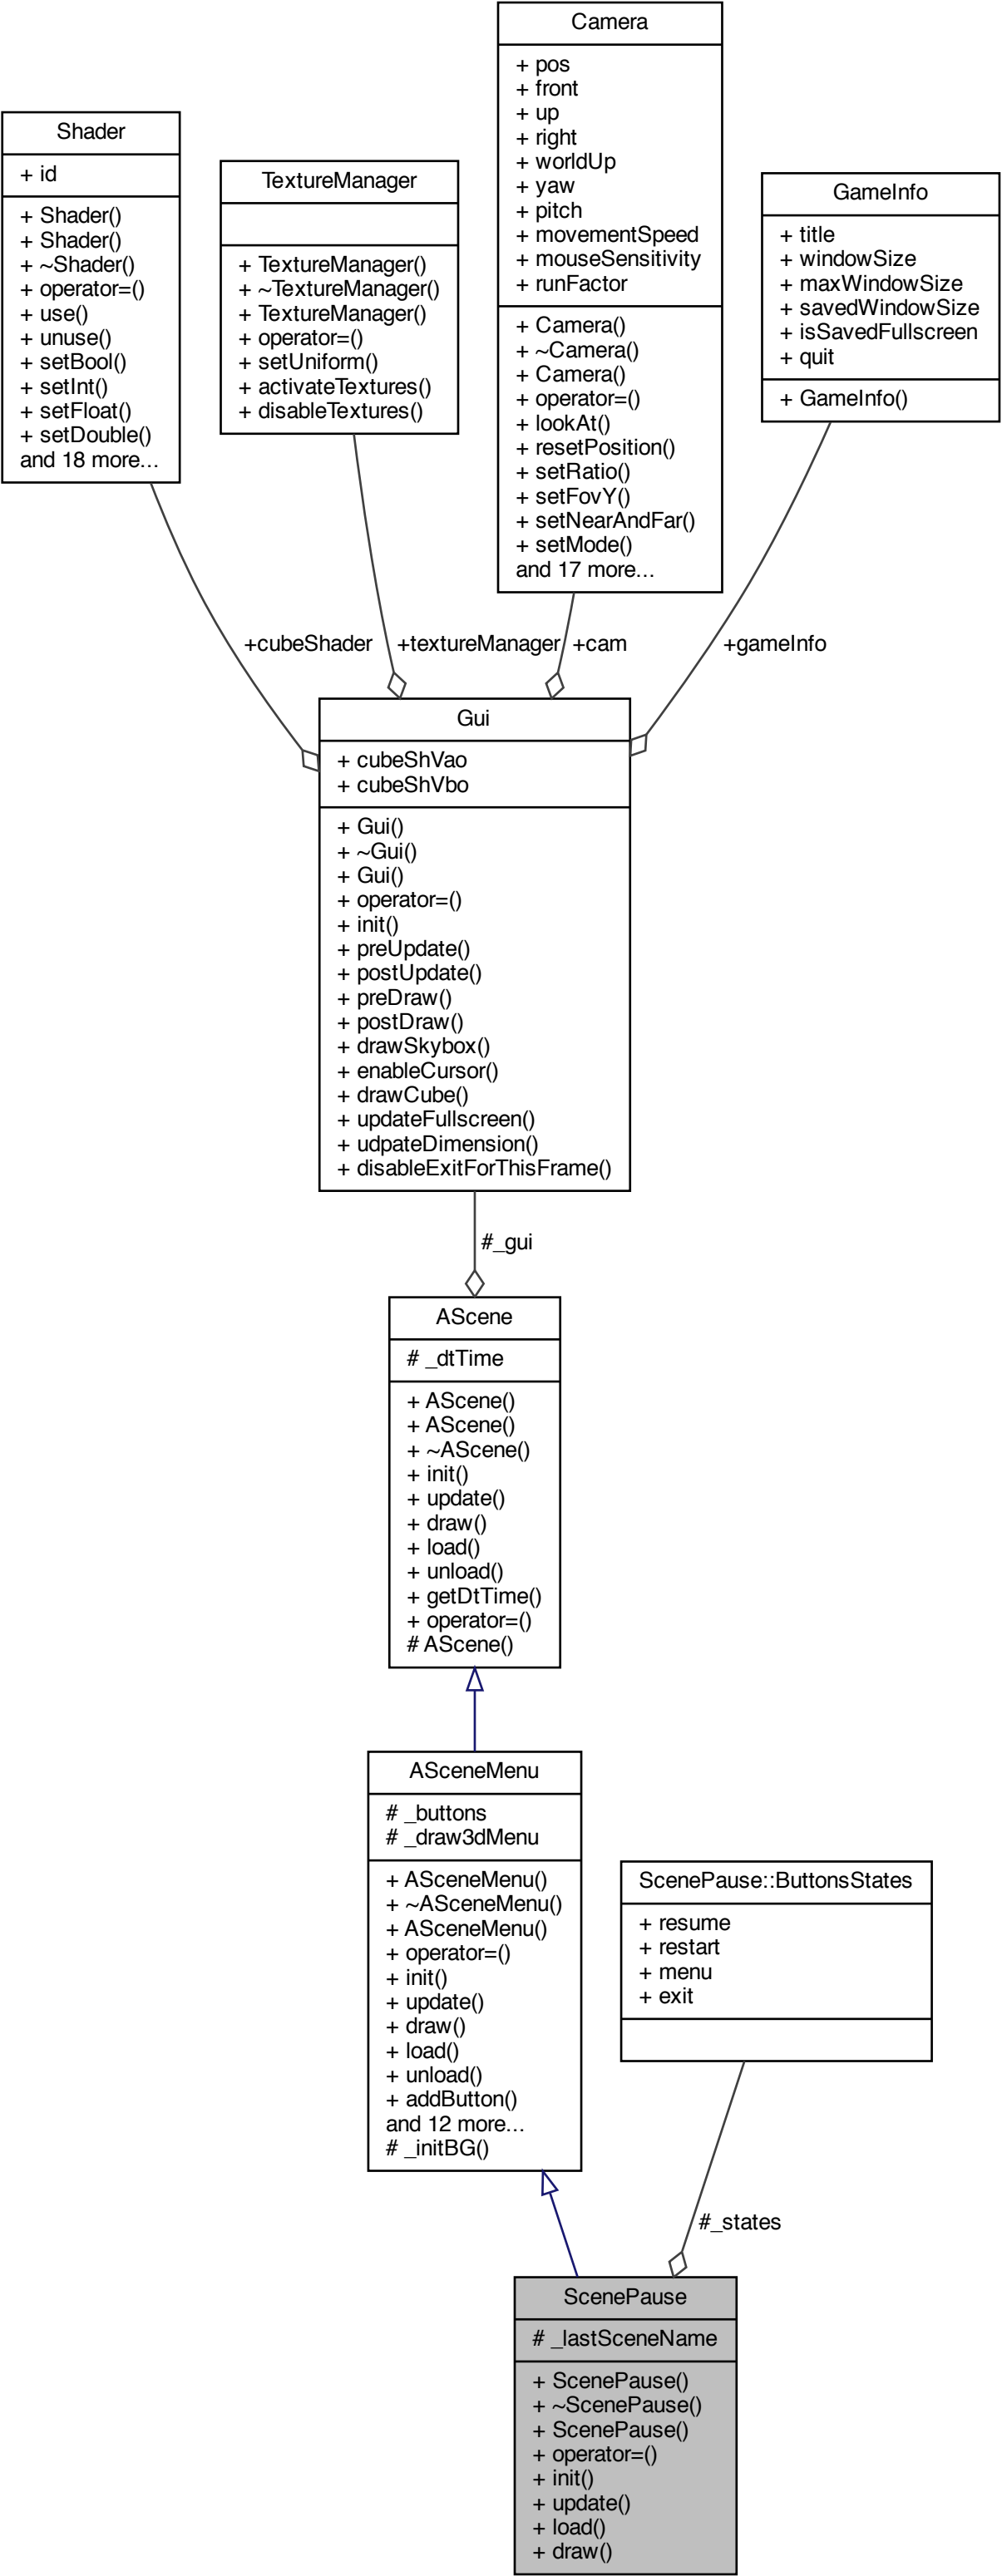 Camera
+ pos
+ front
+ up
+ right
+ worldUp
+ yaw
+ pitch
+ movementSpeed
+ mouseSensitivity
+ runFactor
+ Camera()
+ ~Camera()
+ Camera()
+ operator=()
+ lookAt()
+ resetPosition()
+ setRatio()
+ setFovY()
+ setNearAndFar()
+ setMode()
and 17 more...
Shader
+ id
+ Shader()
+ Shader()
+ ~Shader()
+ operator=()
+ use()
+ unuse()
+ setBool()
+ setInt()
+ setFloat()
+ setDouble()
and 18 more...
TextureManager
+ TextureManager()
+ ~TextureManager()
+ TextureManager()
+ operator=()
+ setUniform()
+ activateTextures()
+ disableTextures()
GameInfo
+ title
+ windowSize
+ maxWindowSize
+ savedWindowSize
+ isSavedFullscreen
+ quit
+ GameInfo()
+cubeShader
+textureManager
+cam
+gameInfo
Gui
+ cubeShVao
+ cubeShVbo
+ Gui()
+ ~Gui()
+ Gui()
+ operator=()
+ init()
+ preUpdate()
+ postUpdate()
+ preDraw()
+ postDraw()
+ drawSkybox()
+ enableCursor()
+ drawCube()
+ updateFullscreen()
+ udpateDimension()
+ disableExitForThisFrame()
#_gui
AScene
# _dtTime
+ AScene()
+ AScene()
+ ~AScene()
+ init()
+ update()
+ draw()
+ load()
+ unload()
+ getDtTime()
+ operator=()
# AScene()
ASceneMenu
# _buttons
# _draw3dMenu
+ ASceneMenu()
+ ~ASceneMenu()
+ ASceneMenu()
+ operator=()
+ init()
+ update()
+ draw()
+ load()
+ unload()
+ addButton()
and 12 more...
# _initBG()
ScenePause::ButtonsStates
+ resume
+ restart
+ menu
+ exit
#_states
ScenePause
# _lastSceneName
+ ScenePause()
+ ~ScenePause()
+ ScenePause()
+ operator=()
+ init()
+ update()
+ load()
+ draw()